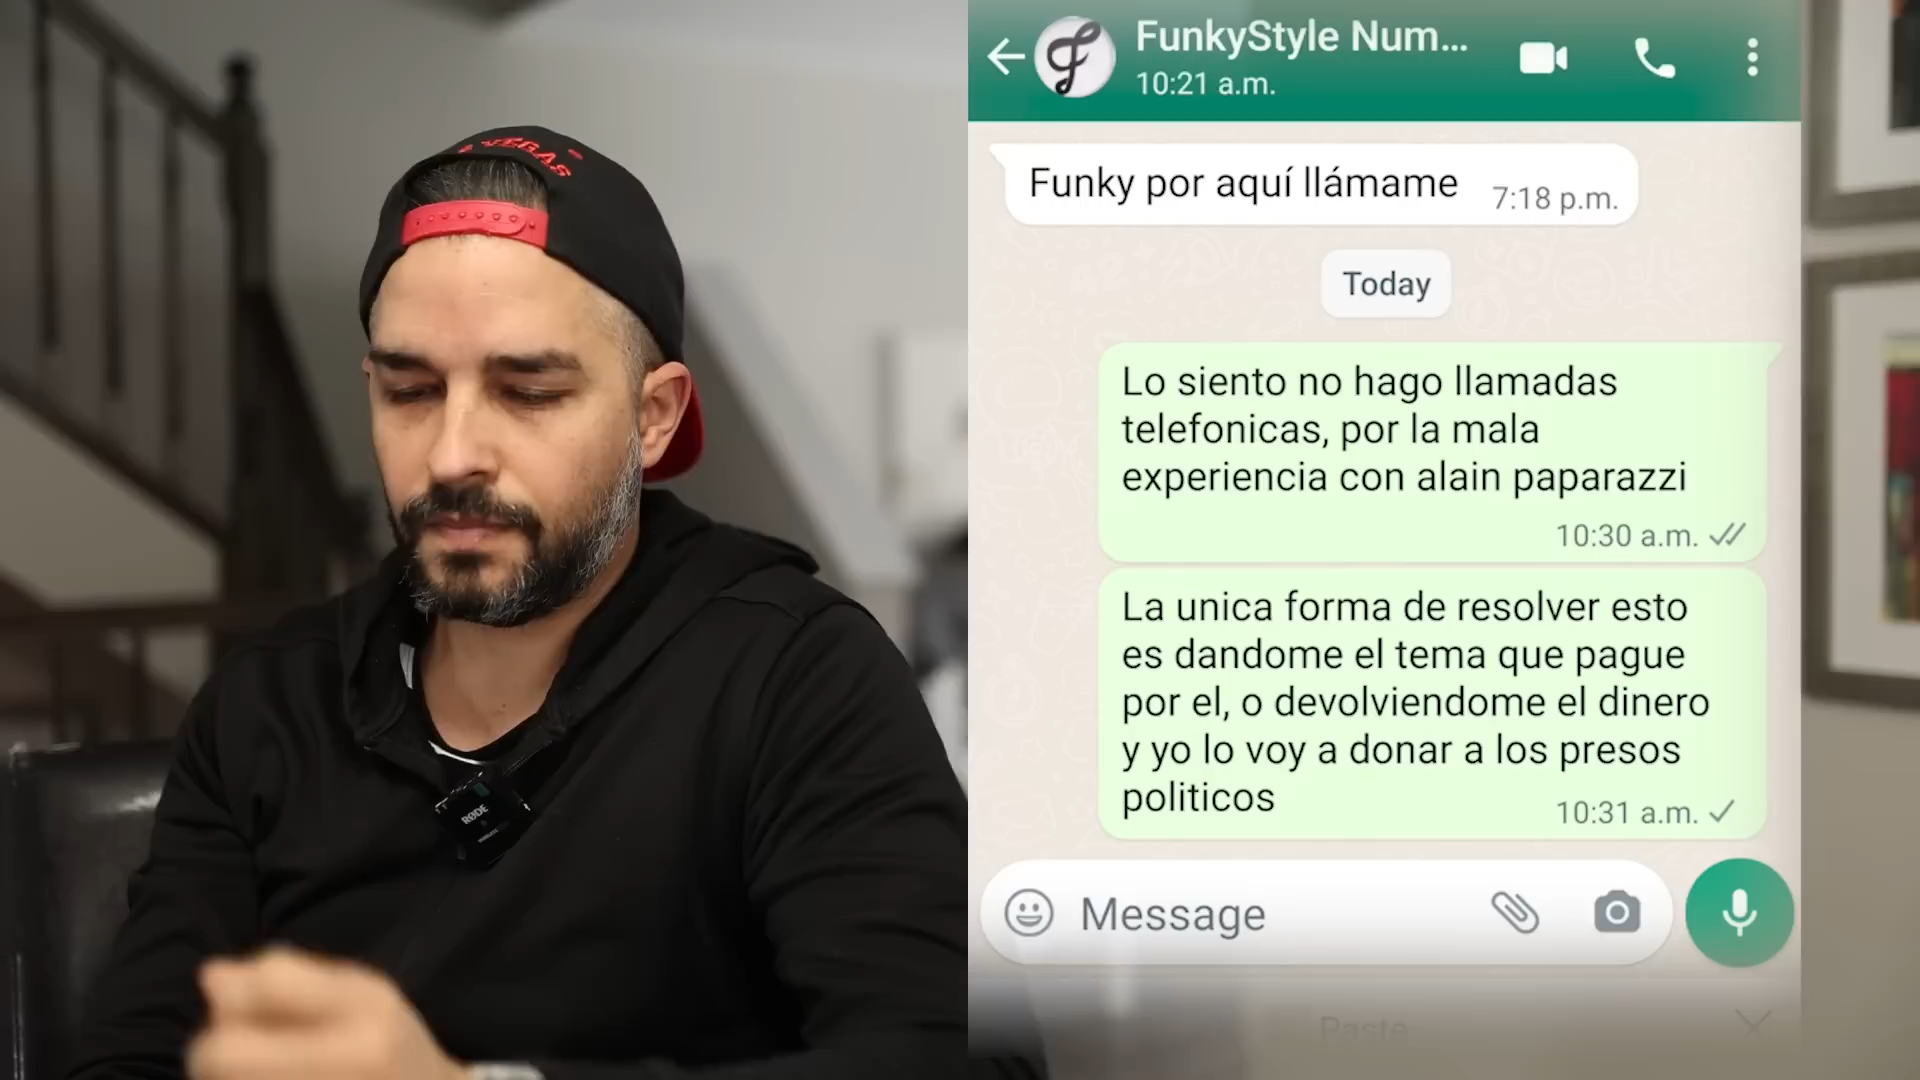 VEGAS
RØDE
FunkyStyle Num...
10:21 a.m.
Funky por aquí llámame
7:18 p.m.
Today
Lo siento no hago llamadas
telefonicas, por la mala
experiencia con alain paparazzi
10:30 a.m.
La unica forma de resolver esto
es dandome el tema que pague
por el, o devolviendome el dinero
y yo lo voy a donar a los presos
politicos
10:31 a.m.
Message
Paste